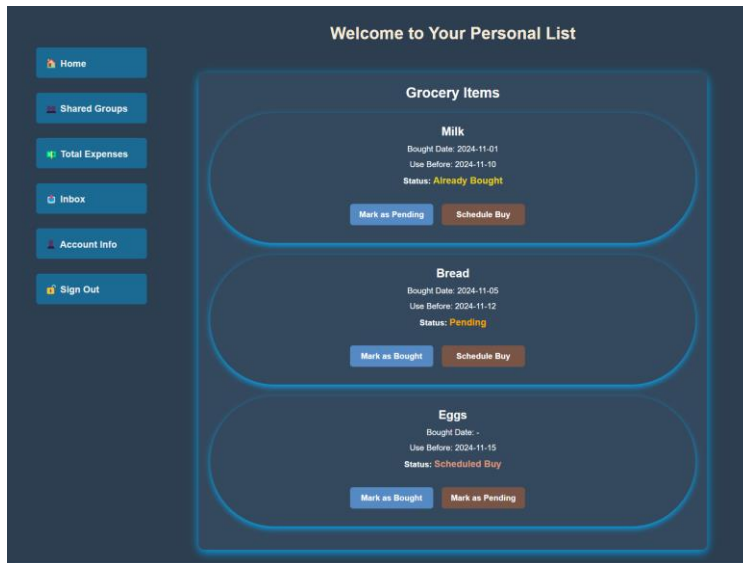 Welcome to Your Personal List
Home
Shared Groups
Total Expenses
Inbox
Account Info
Sign Out
Grocery Items
Milk
Bought Date: 2024-11-01
Use Before: 2024-11-10
Status: Already Bought
Mark as Pending
Schedule Buy
Bread
Bought Date: 2024-11-05
Use Before: 2024-11-12
Status: Pending
Mark as Bought
Schedule Buy
Eggs
Bought Date: -
Use Before: 2024-11-15
Status: Scheduled Buy
Mark as Bought
Mark as Pending